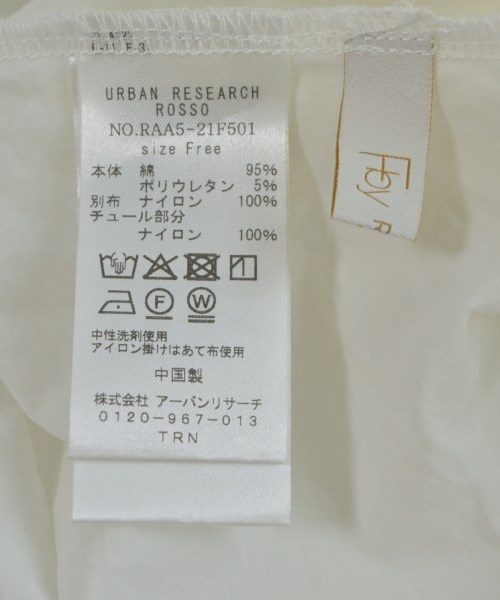 URBAN RESEARCH
ROSSO
NO.RAA5-21F501
size Free
本体 綿 95%
ポリウレタン 5%
別布 ナイロン 100%
チュール部分
ナイロン 100%
F W
中性洗剤使用
アイロン掛けはあて布使用
中国製
株式会社 アーバンリサーチ
0120-967-013
TRN